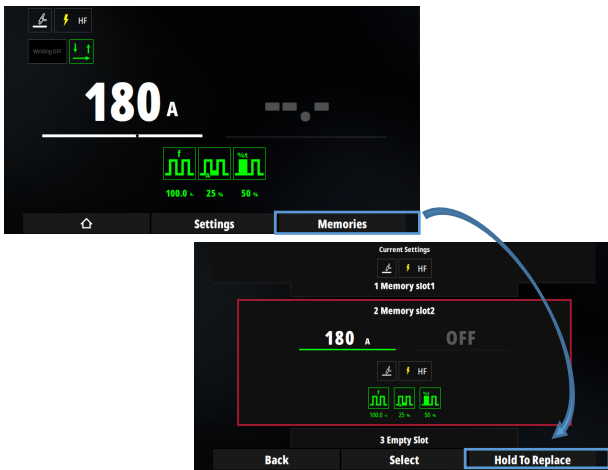 HF
Welding OFF
180 A
--.-
f
%t
100.0 Hz 25 % 50 %
Settings Memories
Current Settings
HF
1 Memory slot1
2 Memory slot2
180 A OFF
HF
100.0 25 % 50 %
3 Empty Slot
Back Select Hold To Replace